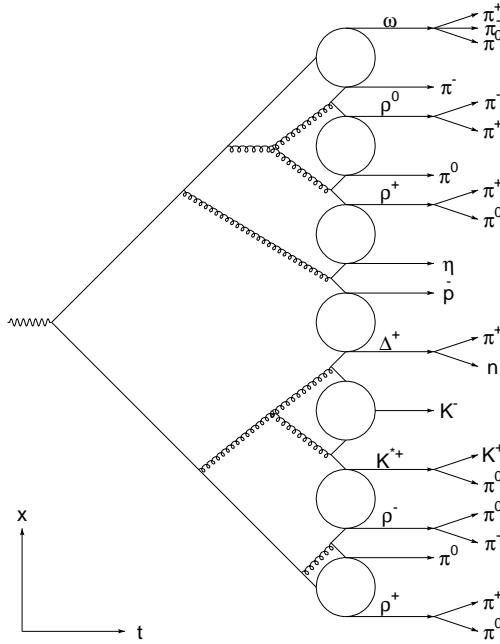 ω π+
π-
π0
π-
ρ0 π-
π+
π0
ρ+ π+
π0
η
p̄
Δ+ π+
n
K-
K*+ K+
π0
ρ- π0
π-
π0
ρ+ π+
π0
x
t